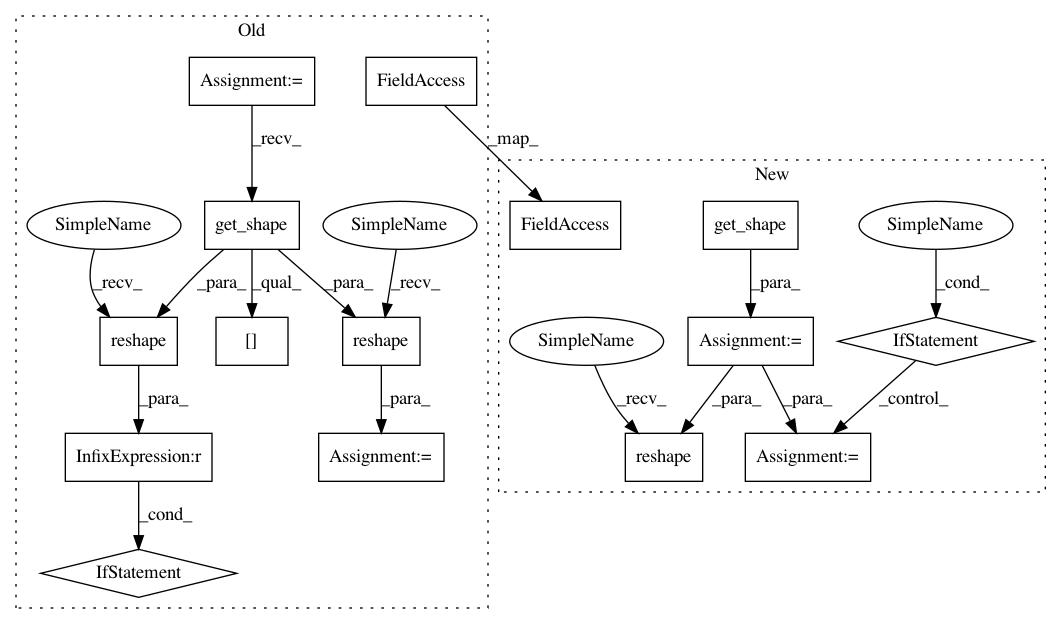 Old
Assignment:=
FieldAccess
_recv_
_map_
New
SimpleName
get_shape
SimpleName
FieldAccess
get_shape
SimpleName
_recv_
_para_
_qual_
_para_
_recv_
_para_
_cond_
reshape
[]
reshape
SimpleName
Assignment:=
IfStatement
_para_
_para_
_recv_
_para_
_para_
_control_
InfixExpression:r
Assignment:=
reshape
Assignment:=
_cond_
IfStatement